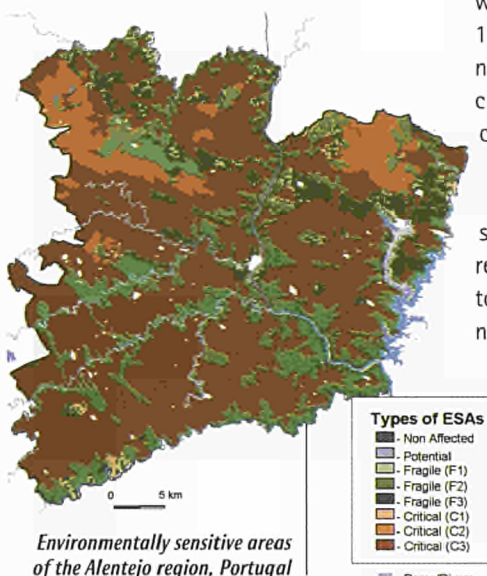 0 5 km
Environmentally sensitive areas
of the Alentejo region, Portugal
Types of ESAs
- Non Affected
- Potential
- Fragile (F1)
- Fragile (F2)
- Fragile (F3)
- Critical (C1)
- Critical (C2)
- Critical (C3)